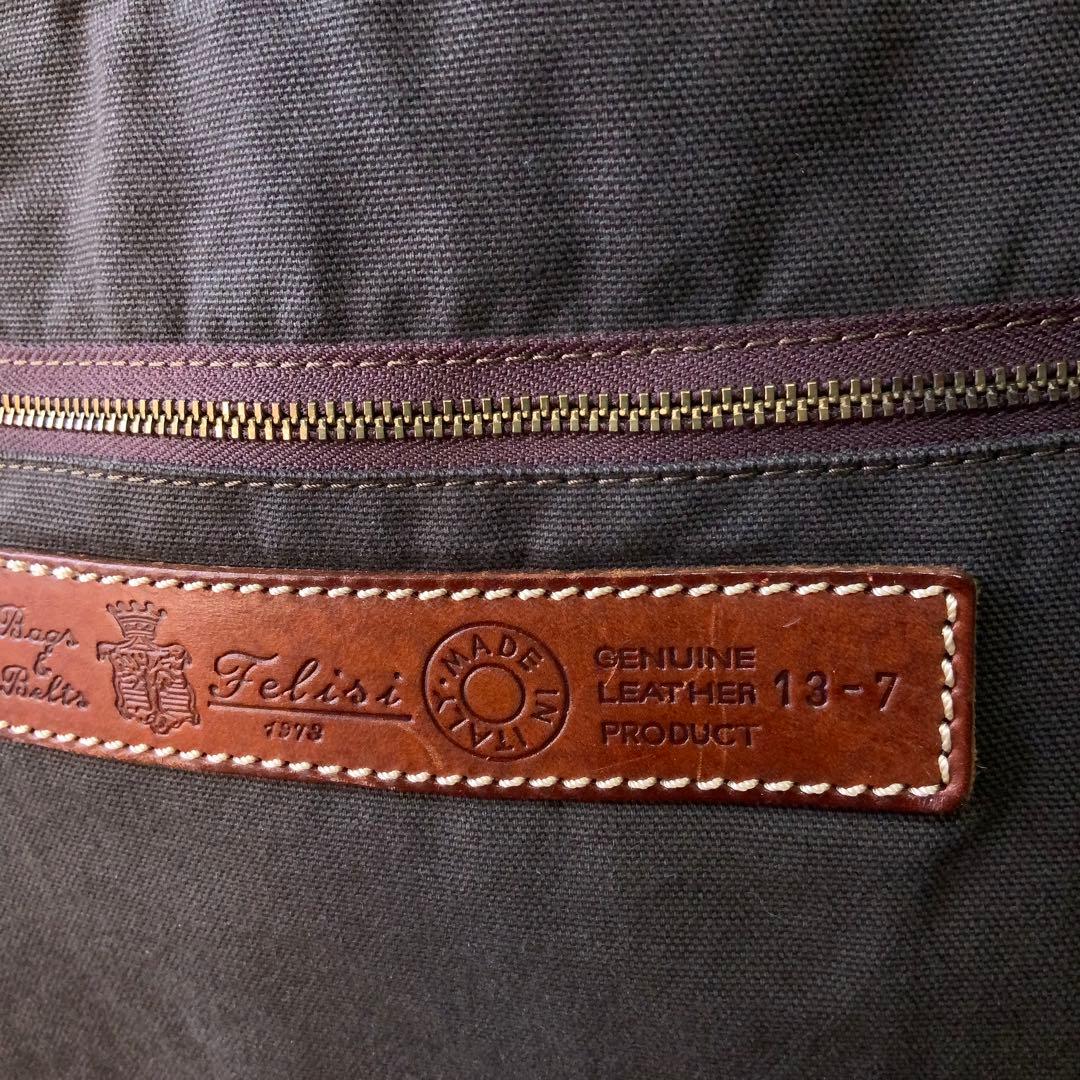 Bags
&
Belts
Felisi
1973
MADE IN ITALY
GENUINE
LEATHER
PRODUCT
13-7